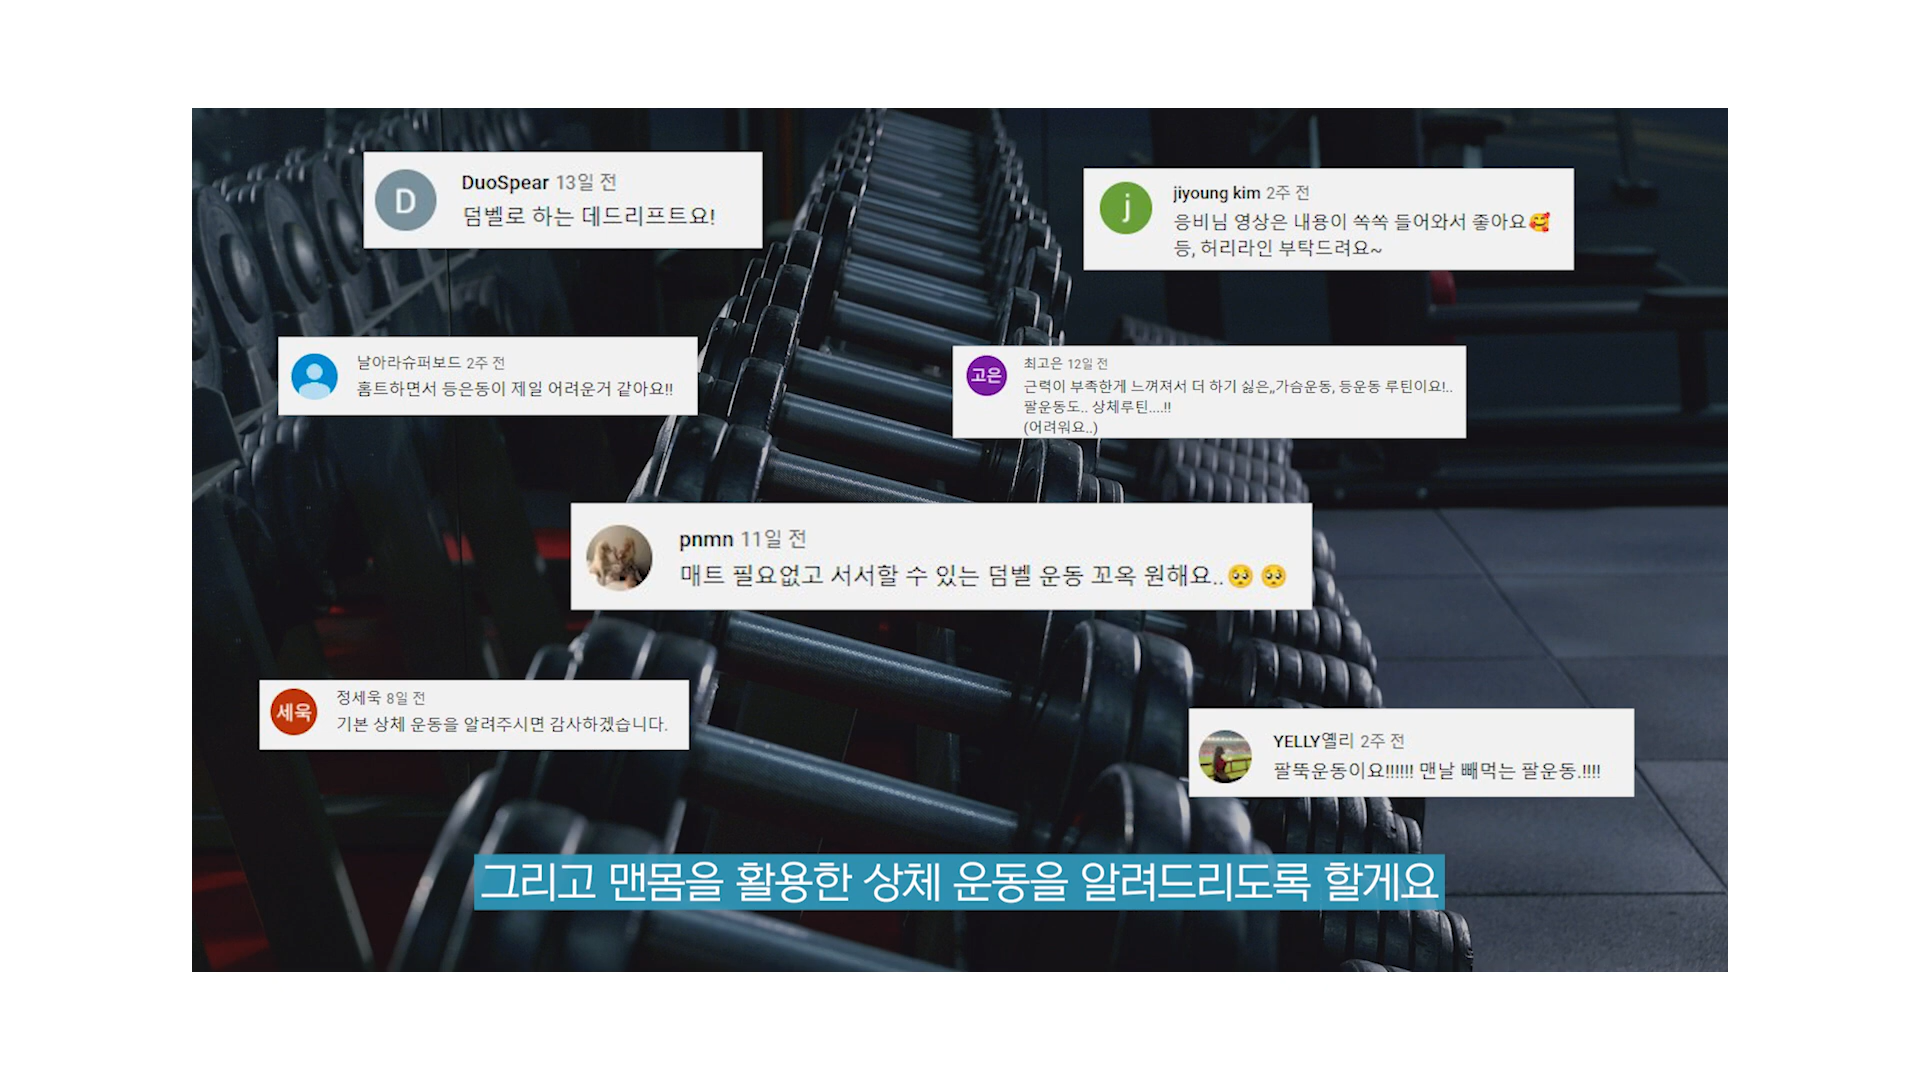 D
DuoSpear 13일 전
덤벨로 하는 데드리프트요!
j
jiyoung kim 2주 전
응비님 영상은 내용이 쏙쏙 들어와서 좋아요🥰
등, 허리라인 부탁드려요~
날아라슈퍼보드 2주 전
홈트하면서 등은동이 제일 어려운거 같아요!!
고은
최고은 12일 전
근력이 부족한게 느껴져서 더 하기 싫은,,가슴운동, 등운동 루틴이요!..
팔운동도.. 상체루틴....!!
(어려워요..)
pnmn 11일 전
매트 필요없고 서서할 수 있는 덤벨 운동 꼬옥 원해요..🥺🥺
세욱
정세욱 8일 전
기본 상체 운동을 알려주시면 감사하겠습니다.
YELLY옐리 2주 전
팔뚝운동이요!!!!!! 맨날 빼먹는 팔운동.!!!!
그리고 맨몸을 활용한 상체 운동을 알려드리도록 할게요